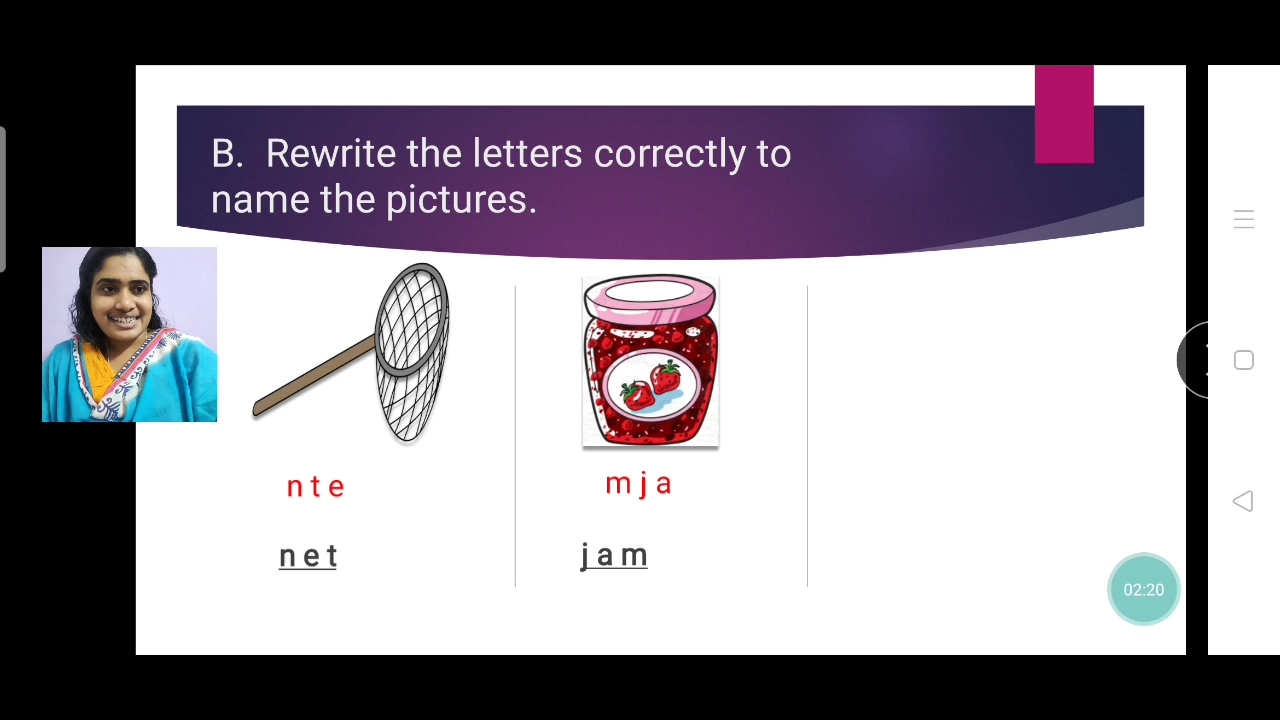 B. Rewrite the letters correctly to
name the pictures.
n t e
m j a
n e t
j a m
02:20